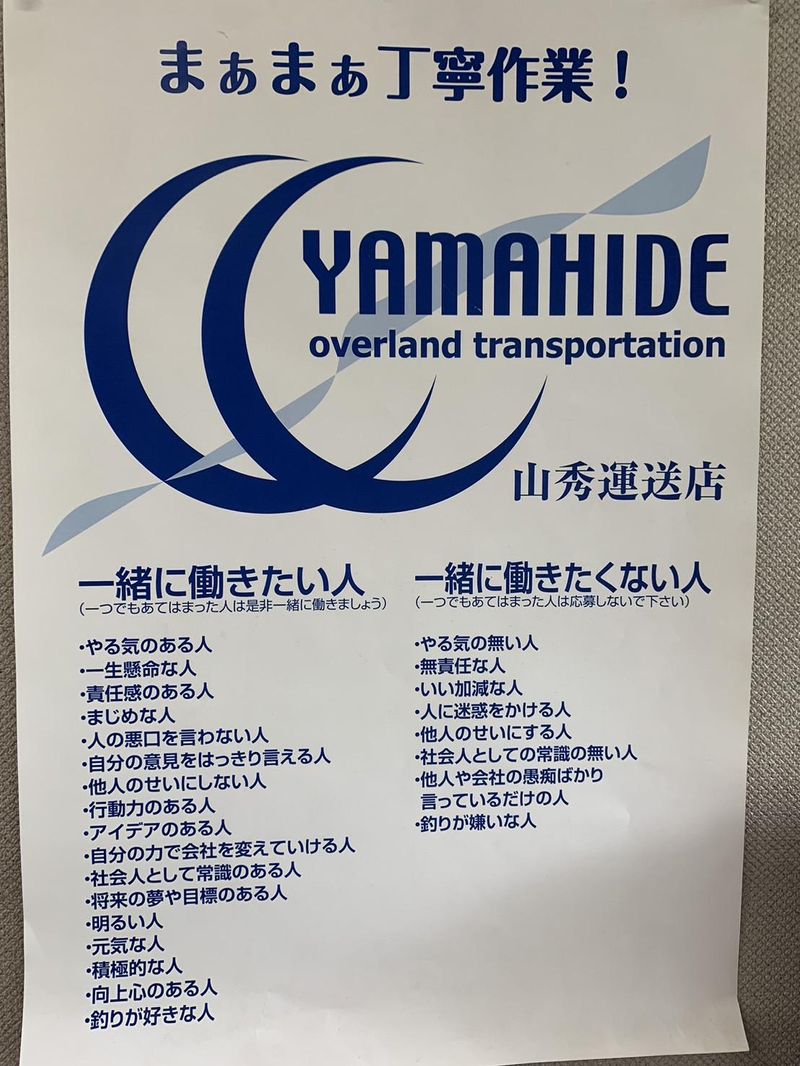 まぁまぁ丁寧作業！
YAMAHIDE
overland transportation
山秀運送店
一緒に働きたい人
（一つでもあてはまった人は是非一緒に働きましょう）
・やる気のある人
・一生懸命な人
・責任感のある人
・まじめな人
・人の悪口を言わない人
・自分の意見をはっきり言える人
・他人のせいにしない人
・行動力のある人
・アイデアのある人
・自分の力で会社を変えていける人
・社会人として常識のある人
・将来の夢や目標のある人
・明るい人
・元気な人
・積極的な人
・向上心のある人
・釣りが好きな人
一緒に働きたくない人
（一つでもあてはまった人は応募しないで下さい）
・やる気の無い人
・無責任な人
・いい加減な人
・人に迷惑をかける人
・他人のせいにする人
・社会人としての常識の無い人
・他人や会社の愚痴ばかり
言っているだけの人
・釣りが嫌いな人